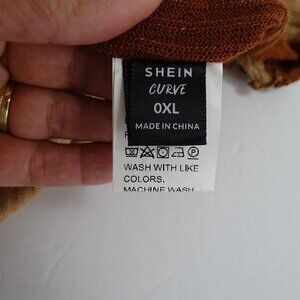 SHEIN
CURVE
0XL
MADE IN CHINA
WASH WITH LIKE
COLORS.
MACHINE WASH